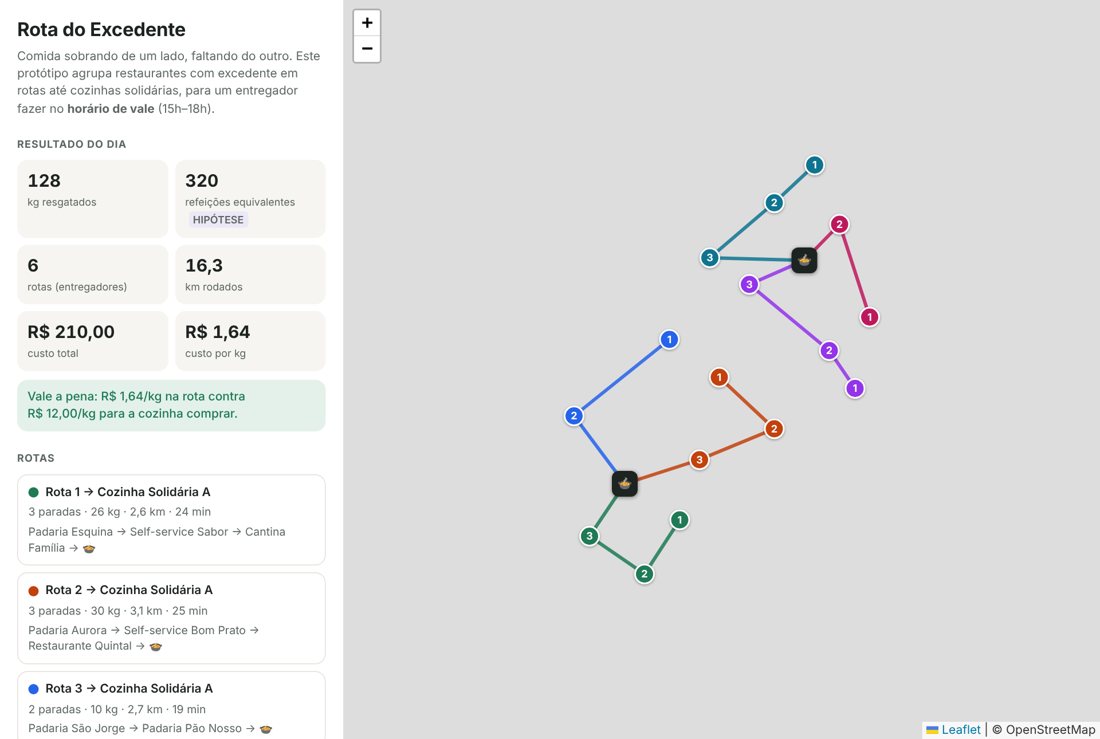 Rota do Excedente
Comida sobrando de um lado, faltando do outro. Este
protótipo agrupa restaurantes com excedente em
rotas até cozinhas solidárias, para um entregador
fazer no horário de vale (15h–18h).
RESULTADO DO DIA
128
kg resgatados
320
refeições equivalentes
HIPÓTESE
6
rotas (entregadores)
16,3
km rodados
R$ 210,00
custo total
R$ 1,64
custo por kg
Vale a pena: R$ 1,64/kg na rota contra
R$ 12,00/kg para a cozinha comprar.
ROTAS
Rota 1 → Cozinha Solidária A
3 paradas · 26 kg · 2,6 km · 24 min
Padaria Esquina → Self-service Sabor → Cantina
Família →
Rota 2 → Cozinha Solidária A
3 paradas · 30 kg · 3,1 km · 25 min
Padaria Aurora → Self-service Bom Prato →
Restaurante Quintal →
Rota 3 → Cozinha Solidária A
2 paradas · 10 kg · 2,7 km · 19 min
Padaria São Jorge → Padaria Pão Nosso →
+
−
1
2
2
3
3
1
1
2
1
1
2
2
3
1
3
2
Leaflet | © OpenStreetMap